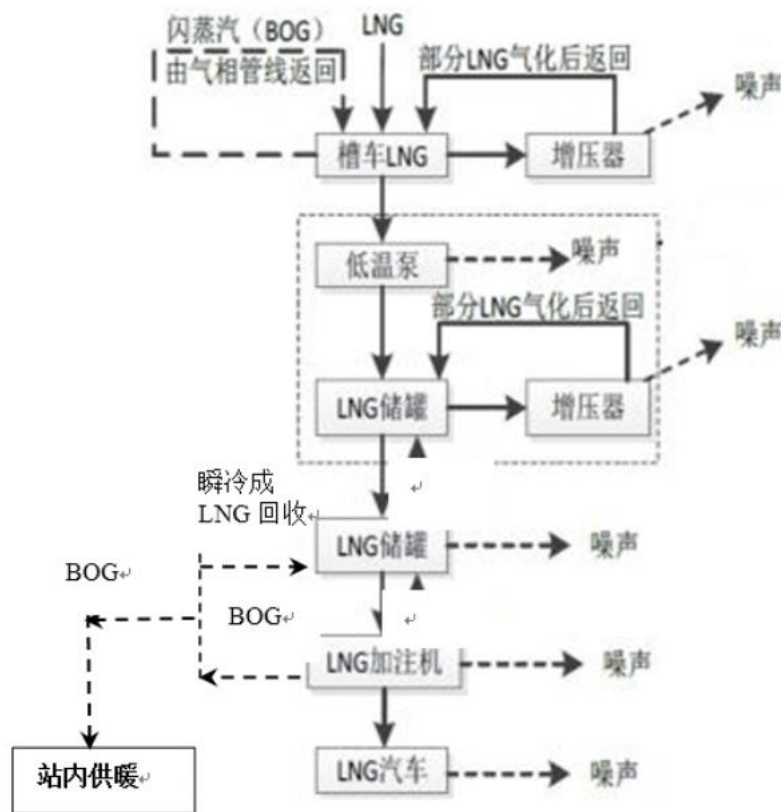 闪蒸汽（BOG）
由气相管线返回
LNG
部分LNG气化后返回
噪声
槽车LNG
增压器
低温泵
噪声
部分LNG气化后返回
噪声
LNG储罐
增压器
瞬冷成
LNG 回收
LNG储罐
噪声
BOG
BOG
LNG加注机
噪声
站内供暖
LNG汽车
噪声